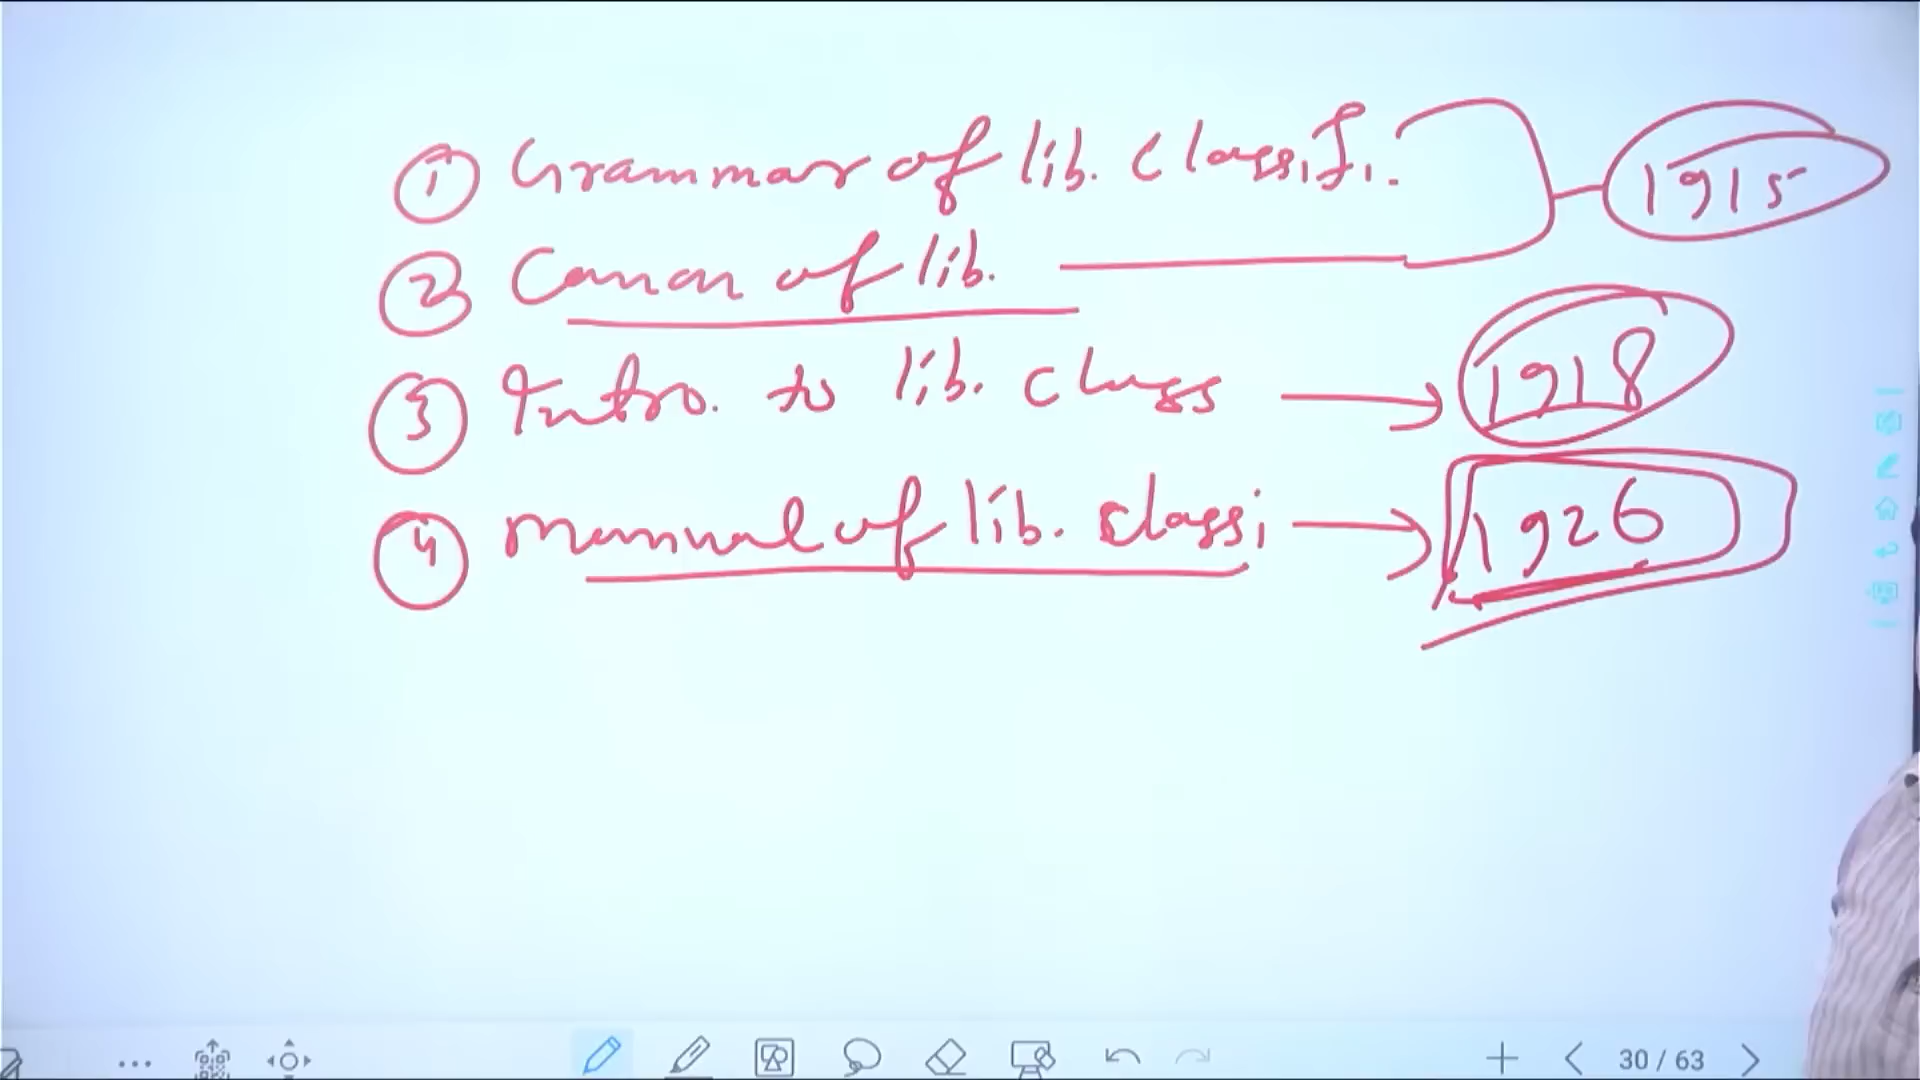 ① Grammar of lib. Classifi. 1915
② Canon of lib.
③ Intro. to lib. class → 1918
④ Manual of lib. classi → 1926
30 / 63